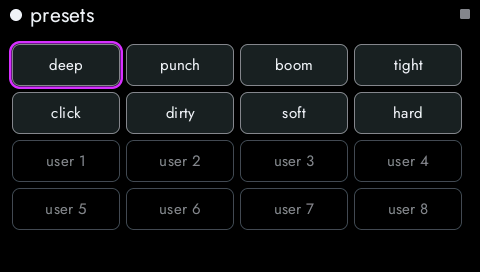 presets
deep punch boom tight
click dirty soft hard
user 1 user 2 user 3 user 4
user 5 user 6 user 7 user 8